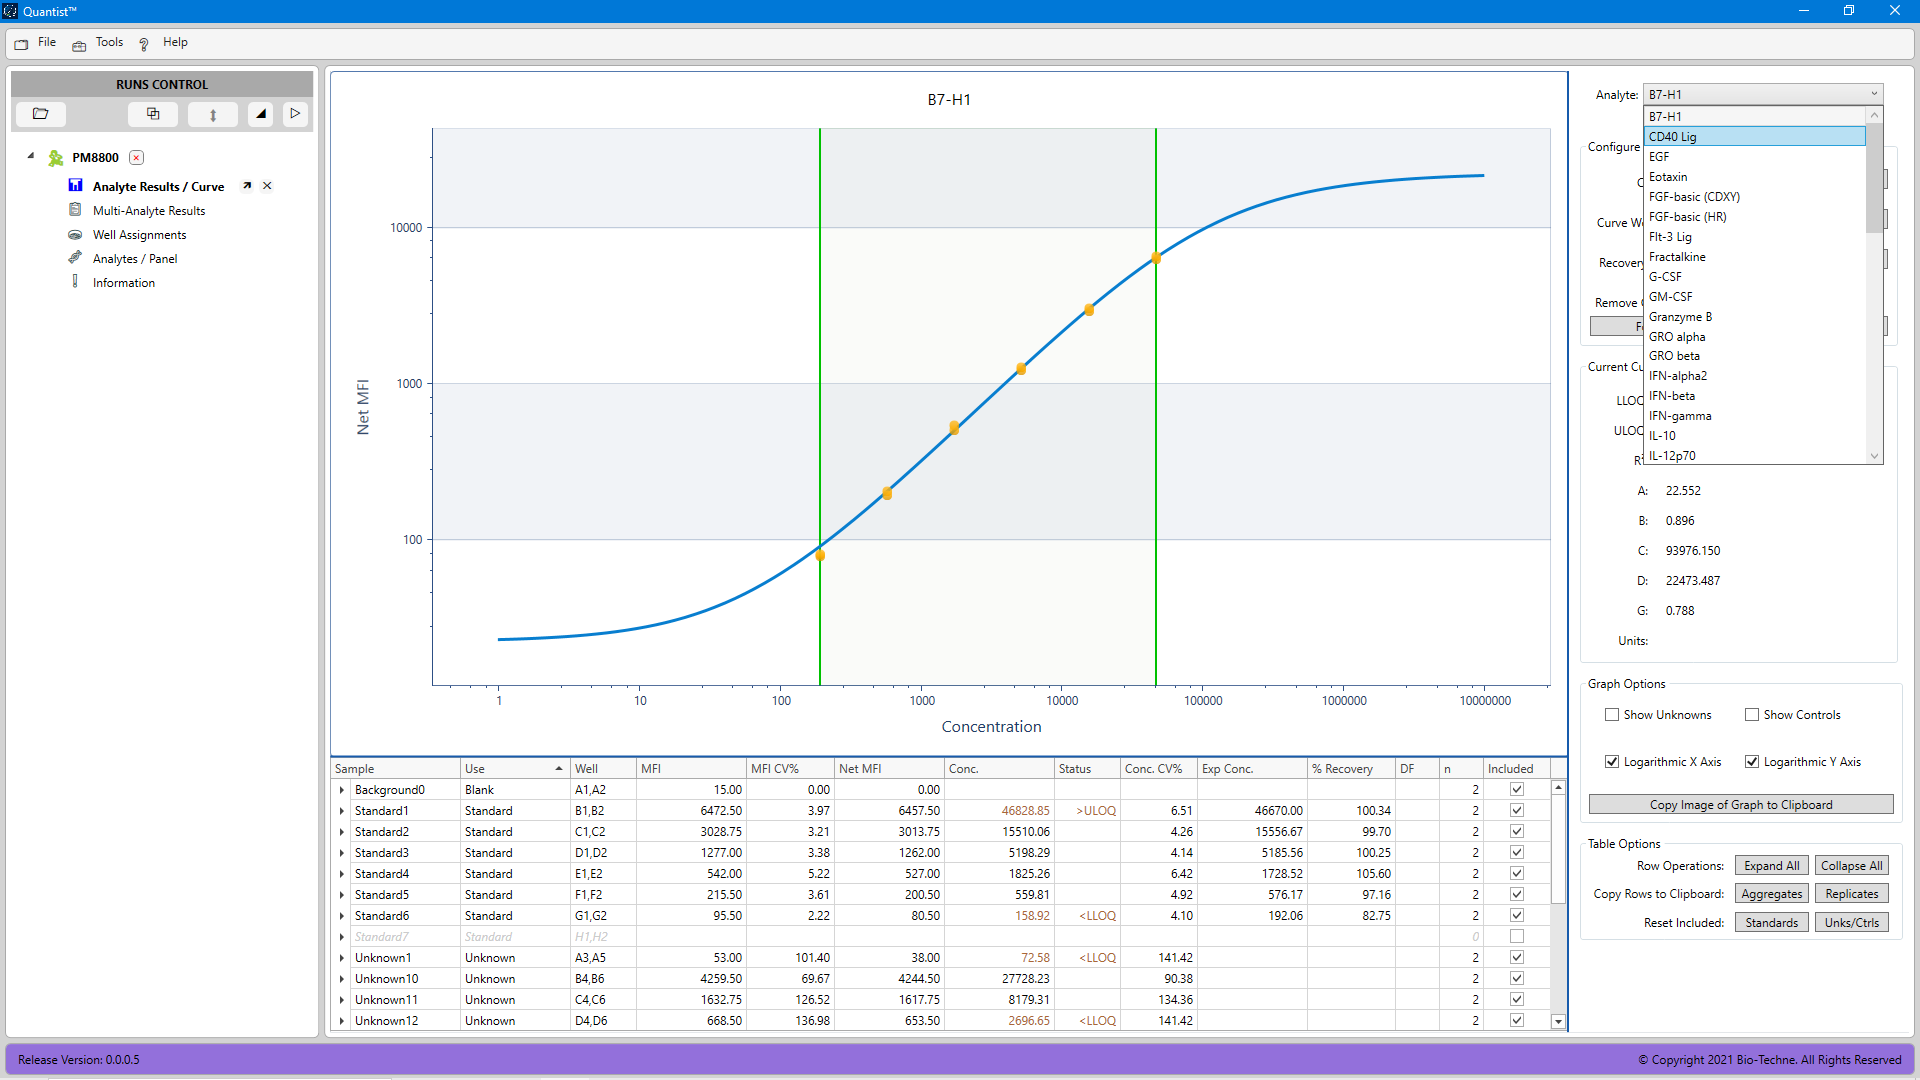 Quantist™
File Tools Help
RUNS CONTROL
PM8800
Analyte Results / Curve
Multi-Analyte Results
Well Assignments
Analytes / Panel
Information
B7-H1
10000
1000
100
Net MFI
1 10 100 1000 10000 100000 1000000 10000000
Concentration
Analyte: B7-H1
B7-H1
CD40 Lig
EGF
Eotaxin
FGF-basic (CDXY)
FGF-basic (HR)
Flt-3 Lig
Fractalkine
G-CSF
GM-CSF
Granzyme B
GRO alpha
GRO beta
IFN-alpha2
IFN-beta
IFN-gamma
IL-10
IL-12p70
Configure
Curve
Recovery
Remove
Current
A: 22.552
B: 0.896
C: 93976.150
D: 22473.487
G: 0.788
Units:
Graph Options
Show Unknowns Show Controls
Logarithmic X Axis Logarithmic Y Axis
Copy Image of Graph to Clipboard
Table Options
Row Operations: Expand All Collapse All
Copy Rows to Clipboard: Aggregates Replicates
Reset Included: Standards Unks/Ctrls
Sample Use Well MFI MFI CV% Net MFI Conc. Status Conc. CV% Exp Conc. % Recovery DF n Included
Background0 Blank A1,A2 15.00 0.00 0.00 2
Standard1 Standard B1,B2 6472.50 3.97 6457.50 46828.85 >ULOQ 6.51 46670.00 100.34 2
Standard2 Standard C1,C2 3028.75 3.21 3013.75 15510.06 4.26 15556.67 99.70 2
Standard3 Standard D1,D2 1277.00 3.38 1262.00 5198.29 4.14 5185.56 100.25 2
Standard4 Standard E1,E2 542.00 5.22 527.00 1825.26 6.42 1728.52 105.60 2
Standard5 Standard F1,F2 215.50 3.61 200.50 559.81 4.92 576.17 97.16 2
Standard6 Standard G1,G2 95.50 2.22 80.50 158.92 <LLOQ 4.10 192.06 82.75 2
Standard7 Standard H1,H2 0
Unknown1 Unknown A3,A5 53.00 101.40 38.00 72.58 <LLOQ 141.42 2
Unknown10 Unknown B4,B6 4259.50 69.67 4244.50 27728.23 90.38 2
Unknown11 Unknown C4,C6 1632.75 126.52 1617.75 8179.31 134.36 2
Unknown12 Unknown D4,D6 668.50 136.98 653.50 2696.65 <LLOQ 141.42 2
Release Version: 0.0.0.5
© Copyright 2021 Bio-Techne. All Rights Reserved